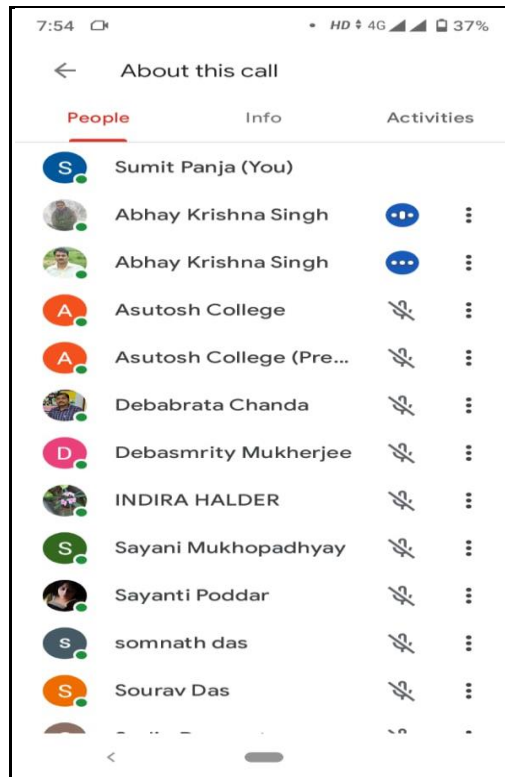 7:54 HD 4G 37%
About this call
People Info Activities
S Sumit Panja (You)
Abhay Krishna Singh
Abhay Krishna Singh
A Asutosh College
A Asutosh College (Pre...
Debabrata Chanda
D Debasmrity Mukherjee
INDIRA HALDER
S Sayani Mukhopadhyay
Sayanti Poddar
s somnath das
S Sourav Das